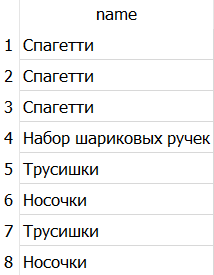 name
1 Спагетти
2 Спагетти
3 Спагетти
4 Набор шариковых ручек
5 Трусишки
6 Носочки
7 Трусишки
8 Носочки